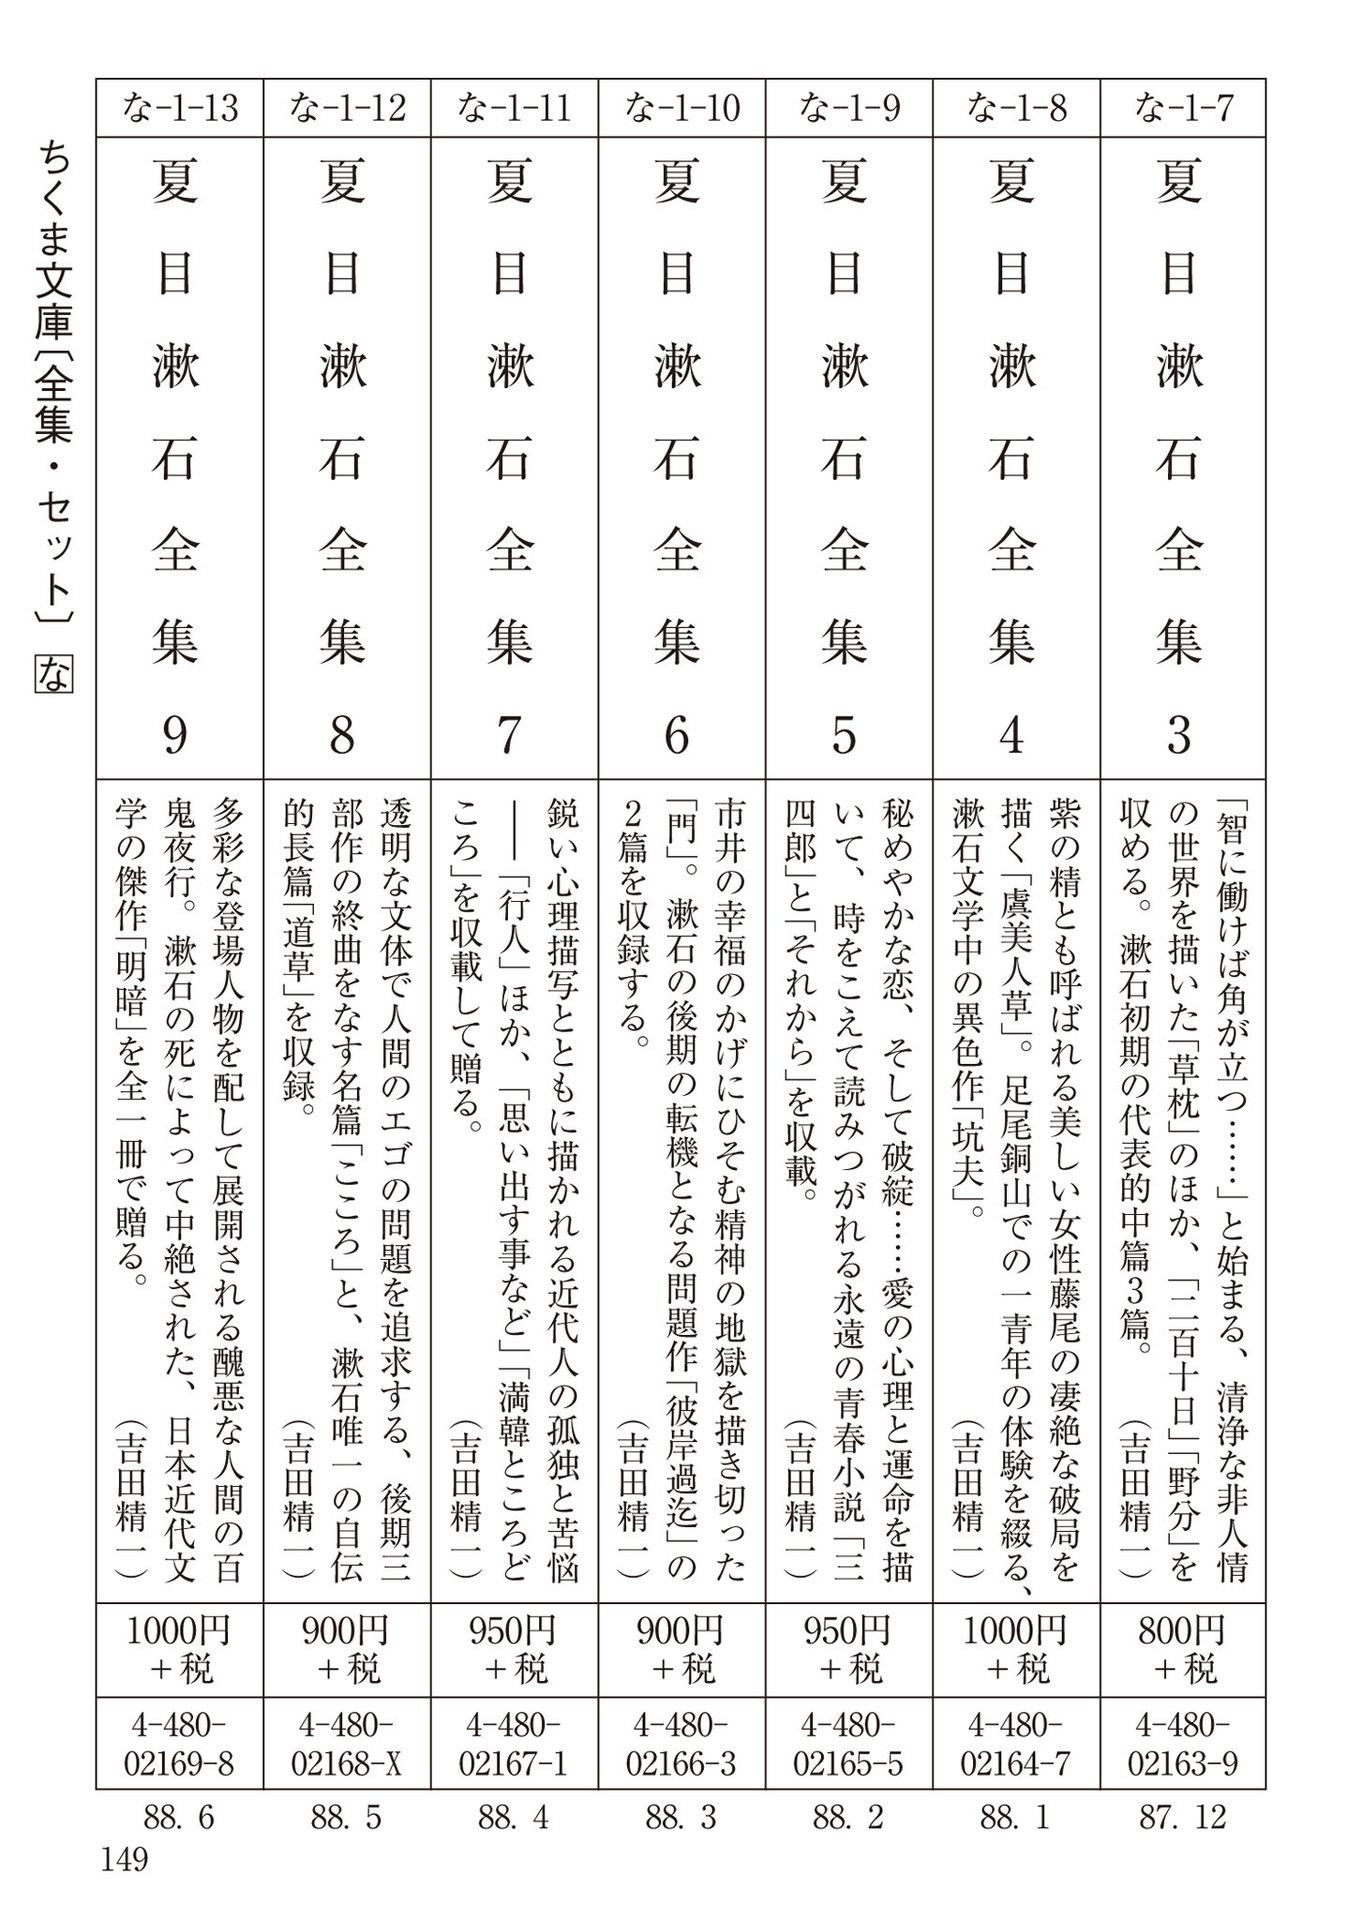 な-1-7
夏目漱石全集 3
「智に働けば角が立つ……」と始まる、清浄な非人情
の世界を描いた「草枕」のほか、「二百十日」「野分」を
収める。漱石初期の代表的中篇3篇。（吉田精一）
800円
＋税
4-480-
02163-9
87. 12
な-1-8
夏目漱石全集 4
紫の精とも呼ばれる美しい女性藤尾の凄絶な破局を
描く「虞美人草」。足尾銅山での一青年の体験を綴る、
漱石文学中の異色作「坑夫」。（吉田精一）
1000円
＋税
4-480-
02164-7
88. 1
な-1-9
夏目漱石全集 5
秘めやかな恋、そして破綻……愛の心理と運命を描
いて、時をこえて読みつがれる永遠の青春小説「三
四郎」と「それから」を収載。（吉田精一）
950円
＋税
4-480-
02165-5
88. 2
な-1-10
夏目漱石全集 6
市井の幸福のかげにひそむ精神の地獄を描き切った
「門」。漱石の後期の転機となる問題作「彼岸過迄」の
2篇を収録する。（吉田精一）
900円
＋税
4-480-
02166-3
88. 3
な-1-11
夏目漱石全集 7
鋭い心理描写とともに描かれる近代人の孤独と苦悩
――「行人」ほか、「思い出す事など」「満韓ところど
ころ」を収載して贈る。（吉田精一）
950円
＋税
4-480-
02167-1
88. 4
な-1-12
夏目漱石全集 8
透明な文体で人間のエゴの問題を追求する、後期三
部作の終曲をなす名篇「こころ」と、漱石唯一の自伝
的長篇「道草」を収録。（吉田精一）
900円
＋税
4-480-
02168-X
88. 5
な-1-13
夏目漱石全集 9
多彩な登場人物を配して展開される醜悪な人間の百
鬼夜行。漱石の死によって中絶された、日本近代文
学の傑作「明暗」を全一冊で贈る。（吉田精一）
1000円
＋税
4-480-
02169-8
88. 6
ちくま文庫〔全集・セット〕 な
149